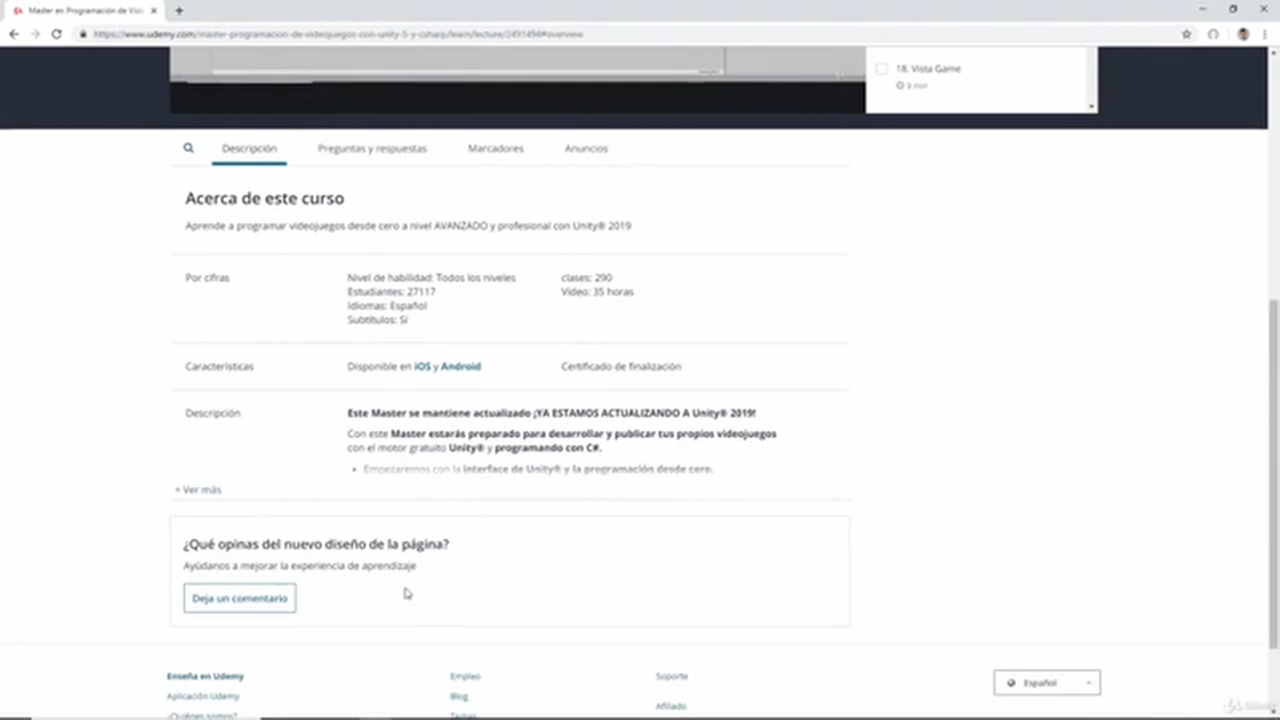 Master en Programación de Vide
https://www.udemy.com/master-programacion-de-videojuegos-con-unity-5-y-csharp/learn/lecture/2491494#overview
18. Vista Game
9 min
Descripción
Preguntas y respuestas
Marcadores
Anuncios
Acerca de este curso
Aprende a programar videojuegos desde cero a nivel AVANZADO y profesional con Unity® 2019
Por cifras
Nivel de habilidad: Todos los niveles
Estudiantes: 27117
Idiomas: Español
Subtítulos: Sí
clases: 290
Video: 35 horas
Características
Disponible en iOS y Android
Certificado de finalización
Descripción
Este Master se mantiene actualizado ¡YA ESTAMOS ACTUALIZANDO A Unity® 2019!
Con este Master estarás preparado para desarrollar y publicar tus propios videojuegos
con el motor gratuito Unity® y programando con C#.
• Empezaremos con la interface de Unity® y la programación desde cero.
+ Ver más
¿Qué opinas del nuevo diseño de la página?
Ayúdanos a mejorar la experiencia de aprendizaje
Deja un comentario
Enseña en Udemy
Aplicación Udemy
¿Quiénes somos?
Empleo
Blog
Temas
Soporte
Afiliado
Español